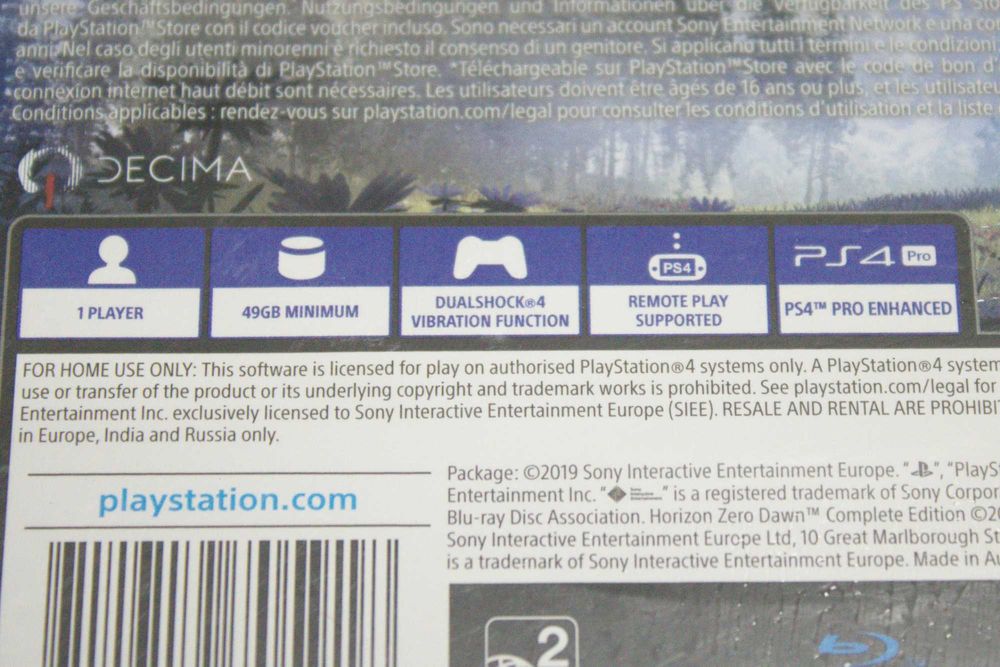 unsere Geschäftsbedingungen. Nutzungsbedingungen und Informationen über die Verfügbarkeit des PS Sto
da PlayStation™Store con il codice voucher incluso. Sono necessari un account Sony Entertainment Network e una co
anni. Nel caso degli utenti minorenni è richiesto il consenso di un genitore. Si applicano tutti i termini e le condizioni
e verificare la disponibilità di PlayStation™Store. *Téléchargeable sur PlayStation™Store avec le code de bon d'
connexion internet haut débit sont nécessaires. Les utilisateurs doivent être âgés de 16 ans ou plus, et les utilisateu
Conditions applicables : rendez-vous sur playstation.com/legal pour consulter les conditions d'utilisation et la liste
DECIMA
1 PLAYER
49GB MINIMUM
DUALSHOCK®4
VIBRATION FUNCTION
PS4
REMOTE PLAY
SUPPORTED
PS4 Pro
PS4™ PRO ENHANCED
FOR HOME USE ONLY: This software is licensed for play on authorised PlayStation®4 systems only. A PlayStation®4 system
use or transfer of the product or its underlying copyright and trademark works is prohibited. See playstation.com/legal for
Entertainment Inc. exclusively licensed to Sony Interactive Entertainment Europe (SIEE). RESALE AND RENTAL ARE PROHIBI
in Europe, India and Russia only.
playstation.com
Package: ©2019 Sony Interactive Entertainment Europe. "", "PlayS
Entertainment Inc. "" is a registered trademark of Sony Corpor
Blu-ray Disc Association. Horizon Zero Dawn™ Complete Edition ©20
Sony Interactive Entertainment Europe Ltd, 10 Great Marlborough St
is a trademark of Sony Interactive Entertainment Europe. Made in Au
2